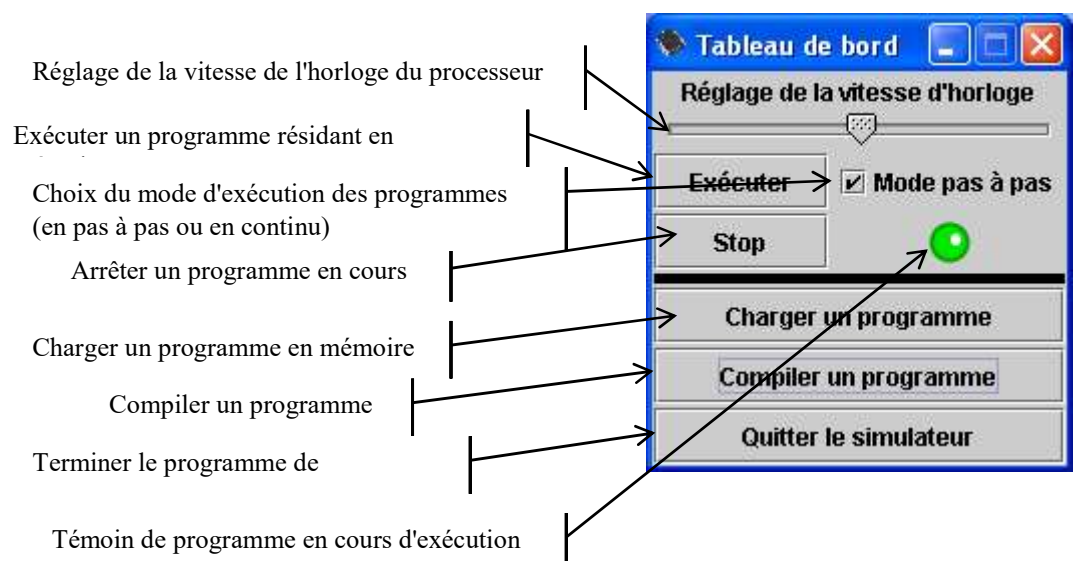 Tableau de bord
Réglage de la vitesse de l'horloge du processeur
Réglage de la vitesse d'horloge
Exécuter un programme résidant en
Choix du mode d'exécution des programmes
(en pas à pas ou en continu)
Exécuter
Mode pas à pas
Stop
Arrêter un programme en cours
Charger un programme
Charger un programme en mémoire
Compiler un programme
Compiler un programme
Quitter le simulateur
Terminer le programme de
Témoin de programme en cours d'exécution